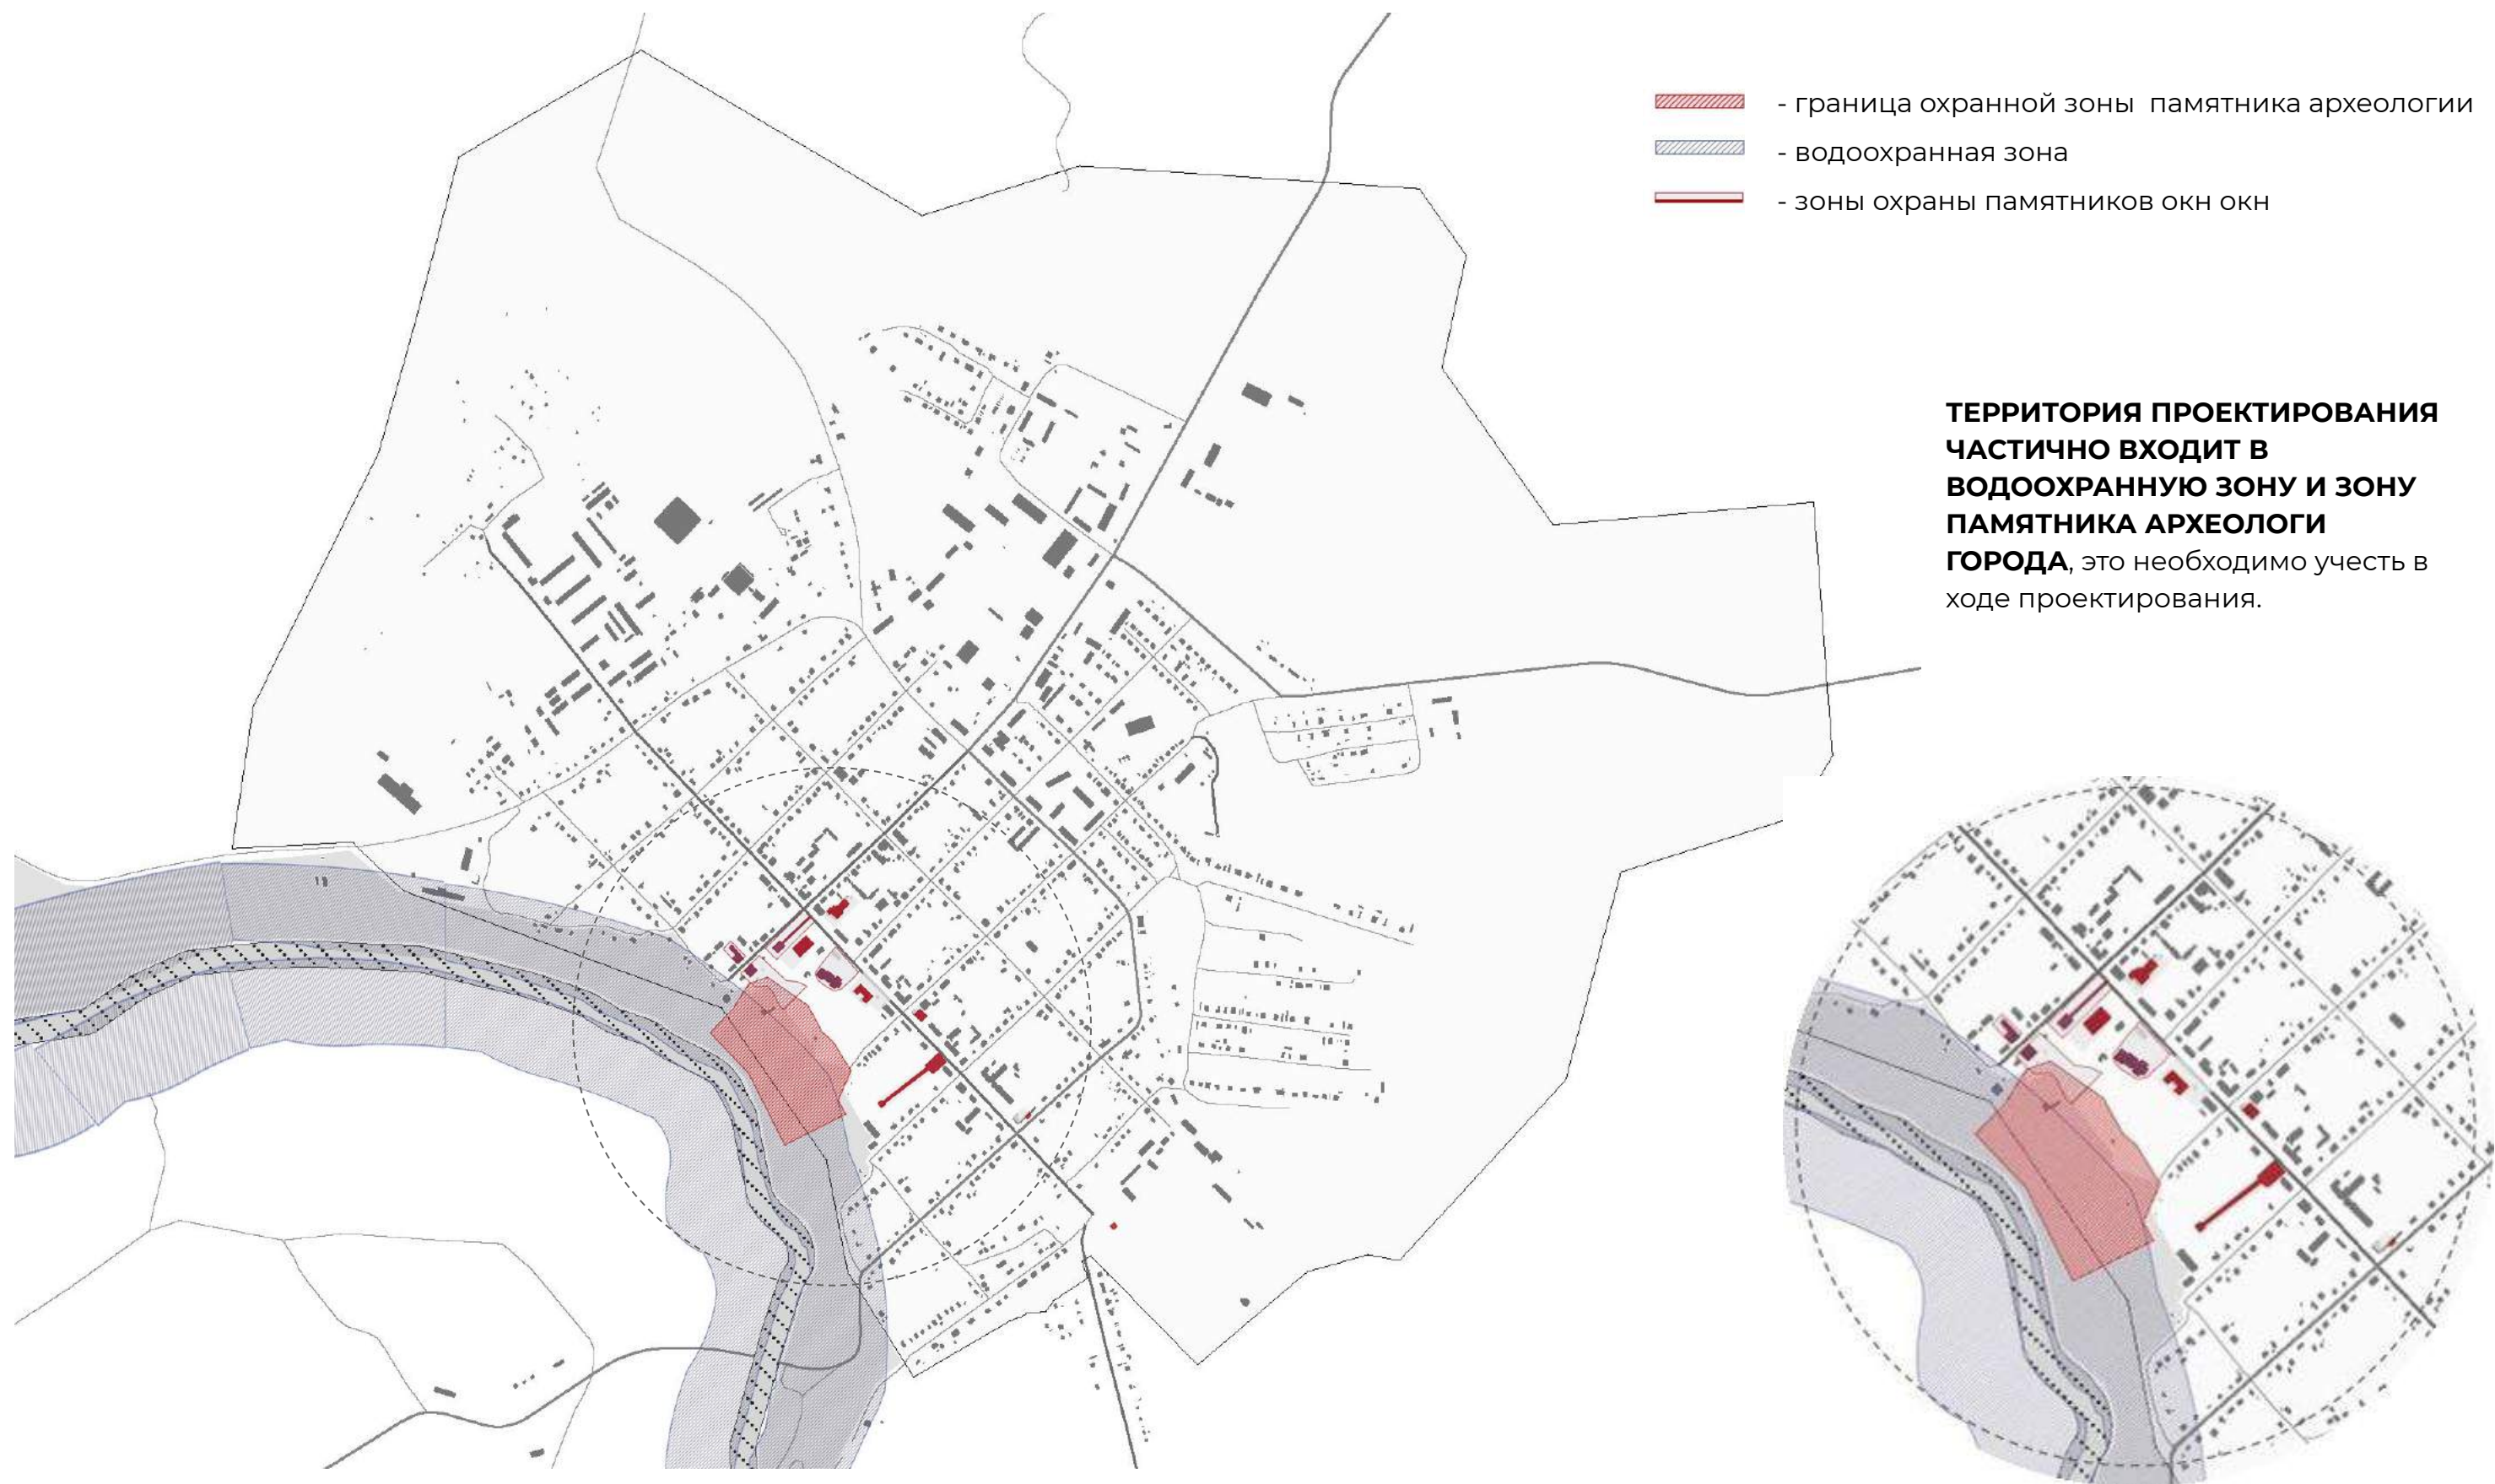 - граница охранной зоны памятника археологии
- водоохранная зона
- зоны охраны памятников окн окн
ТЕРРИТОРИЯ ПРОЕКТИРОВАНИЯ
ЧАСТИЧНО ВХОДИТ В
ВОДООХРАННУЮ ЗОНУ И ЗОНУ
ПАМЯТНИКА АРХЕОЛОГИ
ГОРОДА, это необходимо учесть в
ходе проектирования.